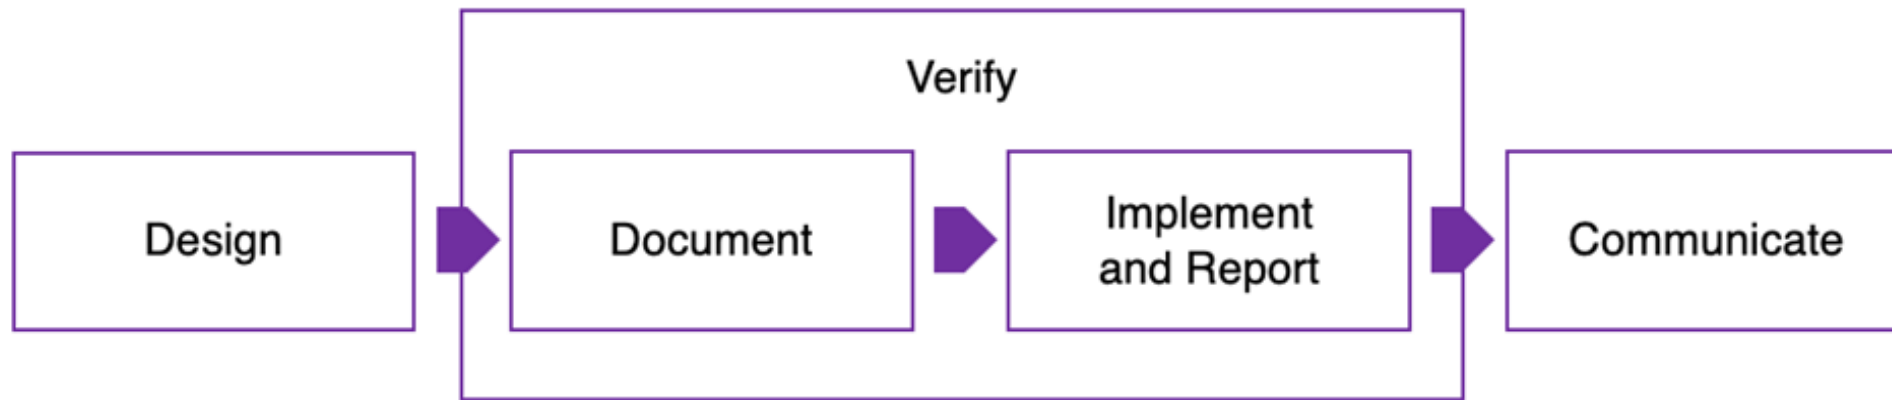 Verify
Design
Document
Implement
and Report
Communicate